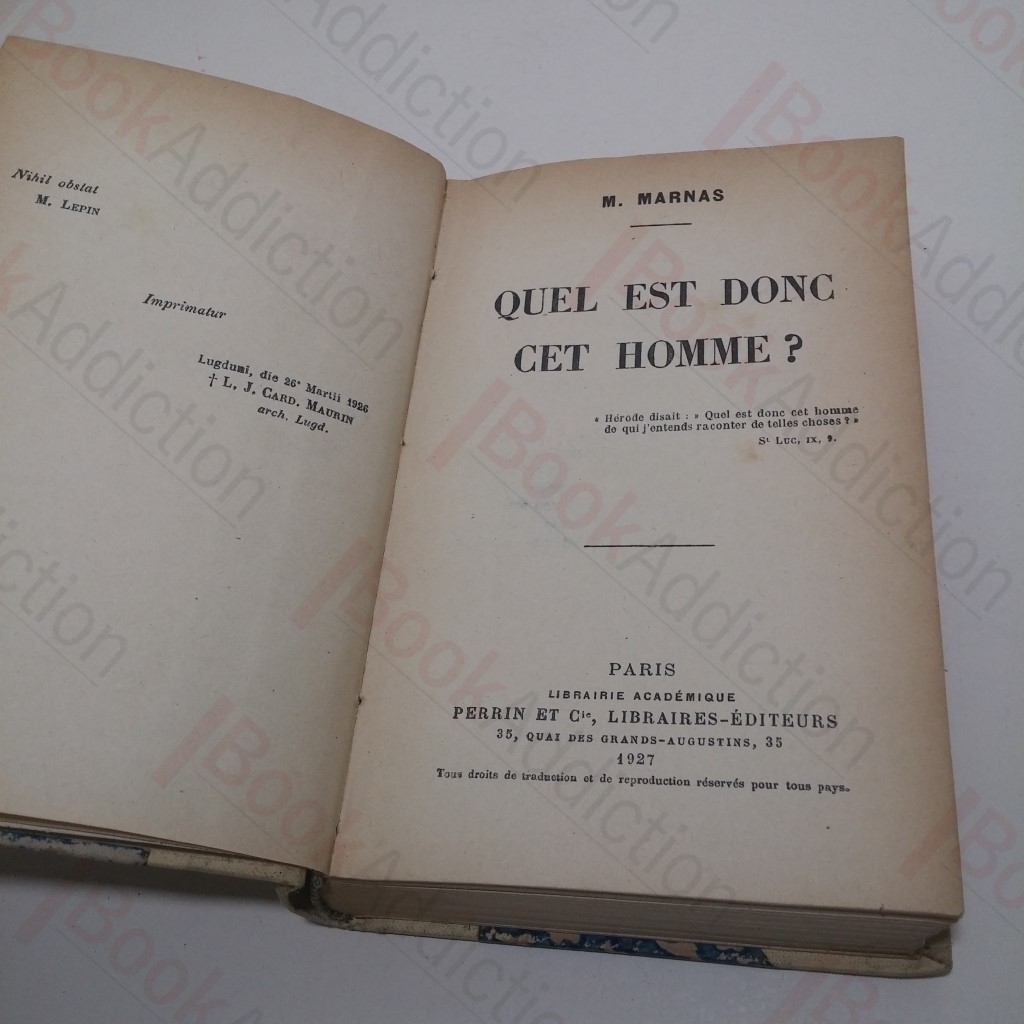 Nihil obstat
M. LEPIN
Imprimatur
Lugduni, die 26ª Martii 1926
† L. J. CARD. MAURIN
arch. Lugd.
M. MARNAS
QUEL EST DONC
CET HOMME ?
« Hérode disait : « Quel est donc cet homme
de qui j'entends raconter de telles choses ? »
Sᵗ LUC, IX, 9.
PARIS
LIBRAIRIE ACADÉMIQUE
PERRIN ET Cⁱᵉ, LIBRAIRES-ÉDITEURS
35, QUAI DES GRANDS-AUGUSTINS, 35
1927
Tous droits de traduction et de reproduction réservés pour tous pays.
BookAddiction